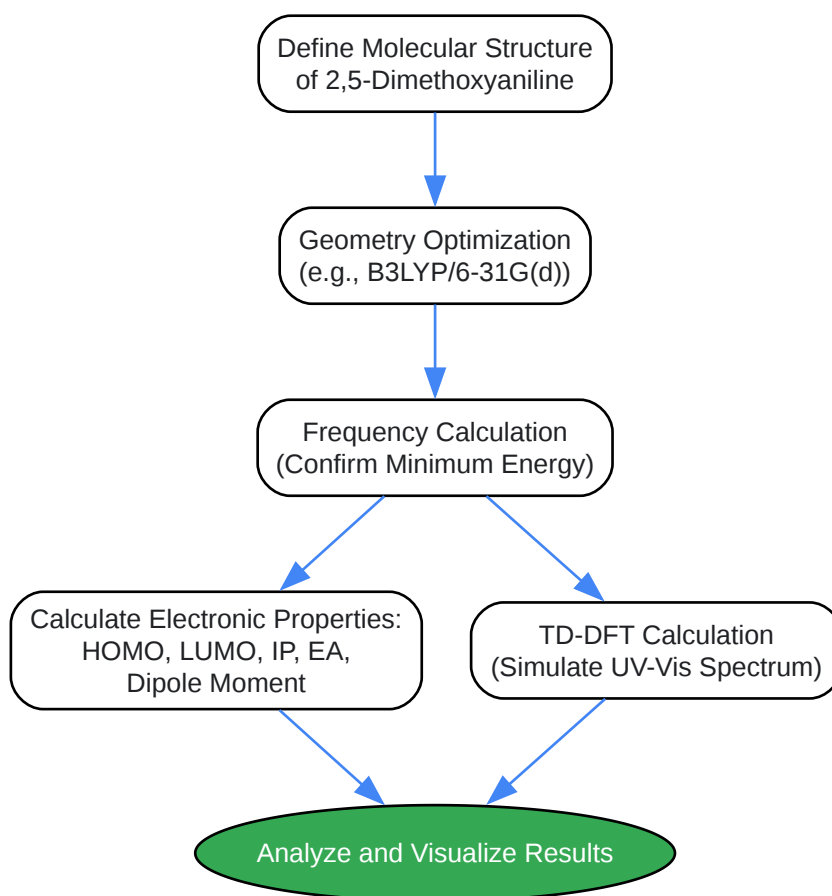 Define Molecular Structure
of 2,5-Dimethoxyaniline
Geometry Optimization
(e.g., B3LYP/6-31G(d))
Frequency Calculation
(Confirm Minimum Energy)
Calculate Electronic Properties:
HOMO, LUMO, IP, EA,
Dipole Moment
TD-DFT Calculation
(Simulate UV-Vis Spectrum)
Analyze and Visualize Results